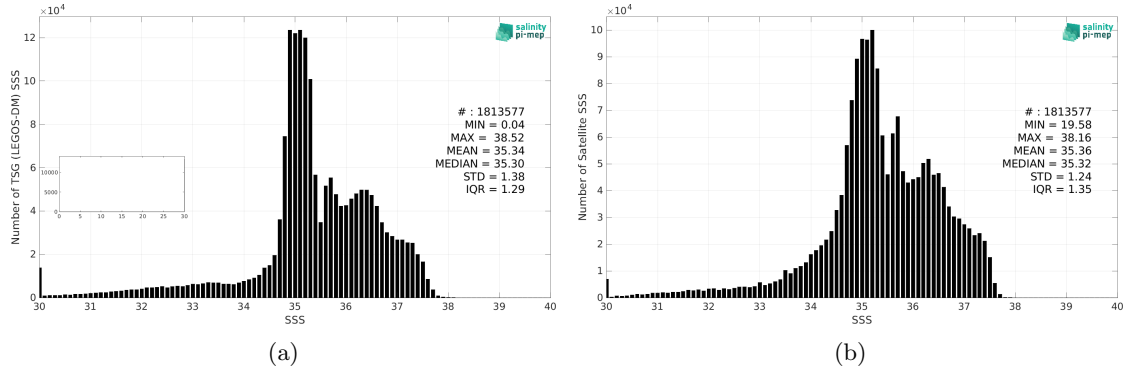 ×10⁴
12
10
8
6
4
2
0
Number of TSG (LEGOS-DM) SSS
30
31
32
33
34
35
36
37
38
39
40
SSS
10000
5000
0
0
5
10
15
20
25
30
salinity
pi-mep
# : 1813577
MIN = 0.04
MAX = 38.52
MEAN = 35.34
MEDIAN = 35.30
STD = 1.38
IQR = 1.29
(a)
×10⁴
10
9
8
7
6
5
4
3
2
1
0
Number of Satellite SSS
30
31
32
33
34
35
36
37
38
39
40
SSS
salinity
pi-mep
# : 1813577
MIN = 19.58
MAX = 38.16
MEAN = 35.36
MEDIAN = 35.32
STD = 1.24
IQR = 1.35
(b)